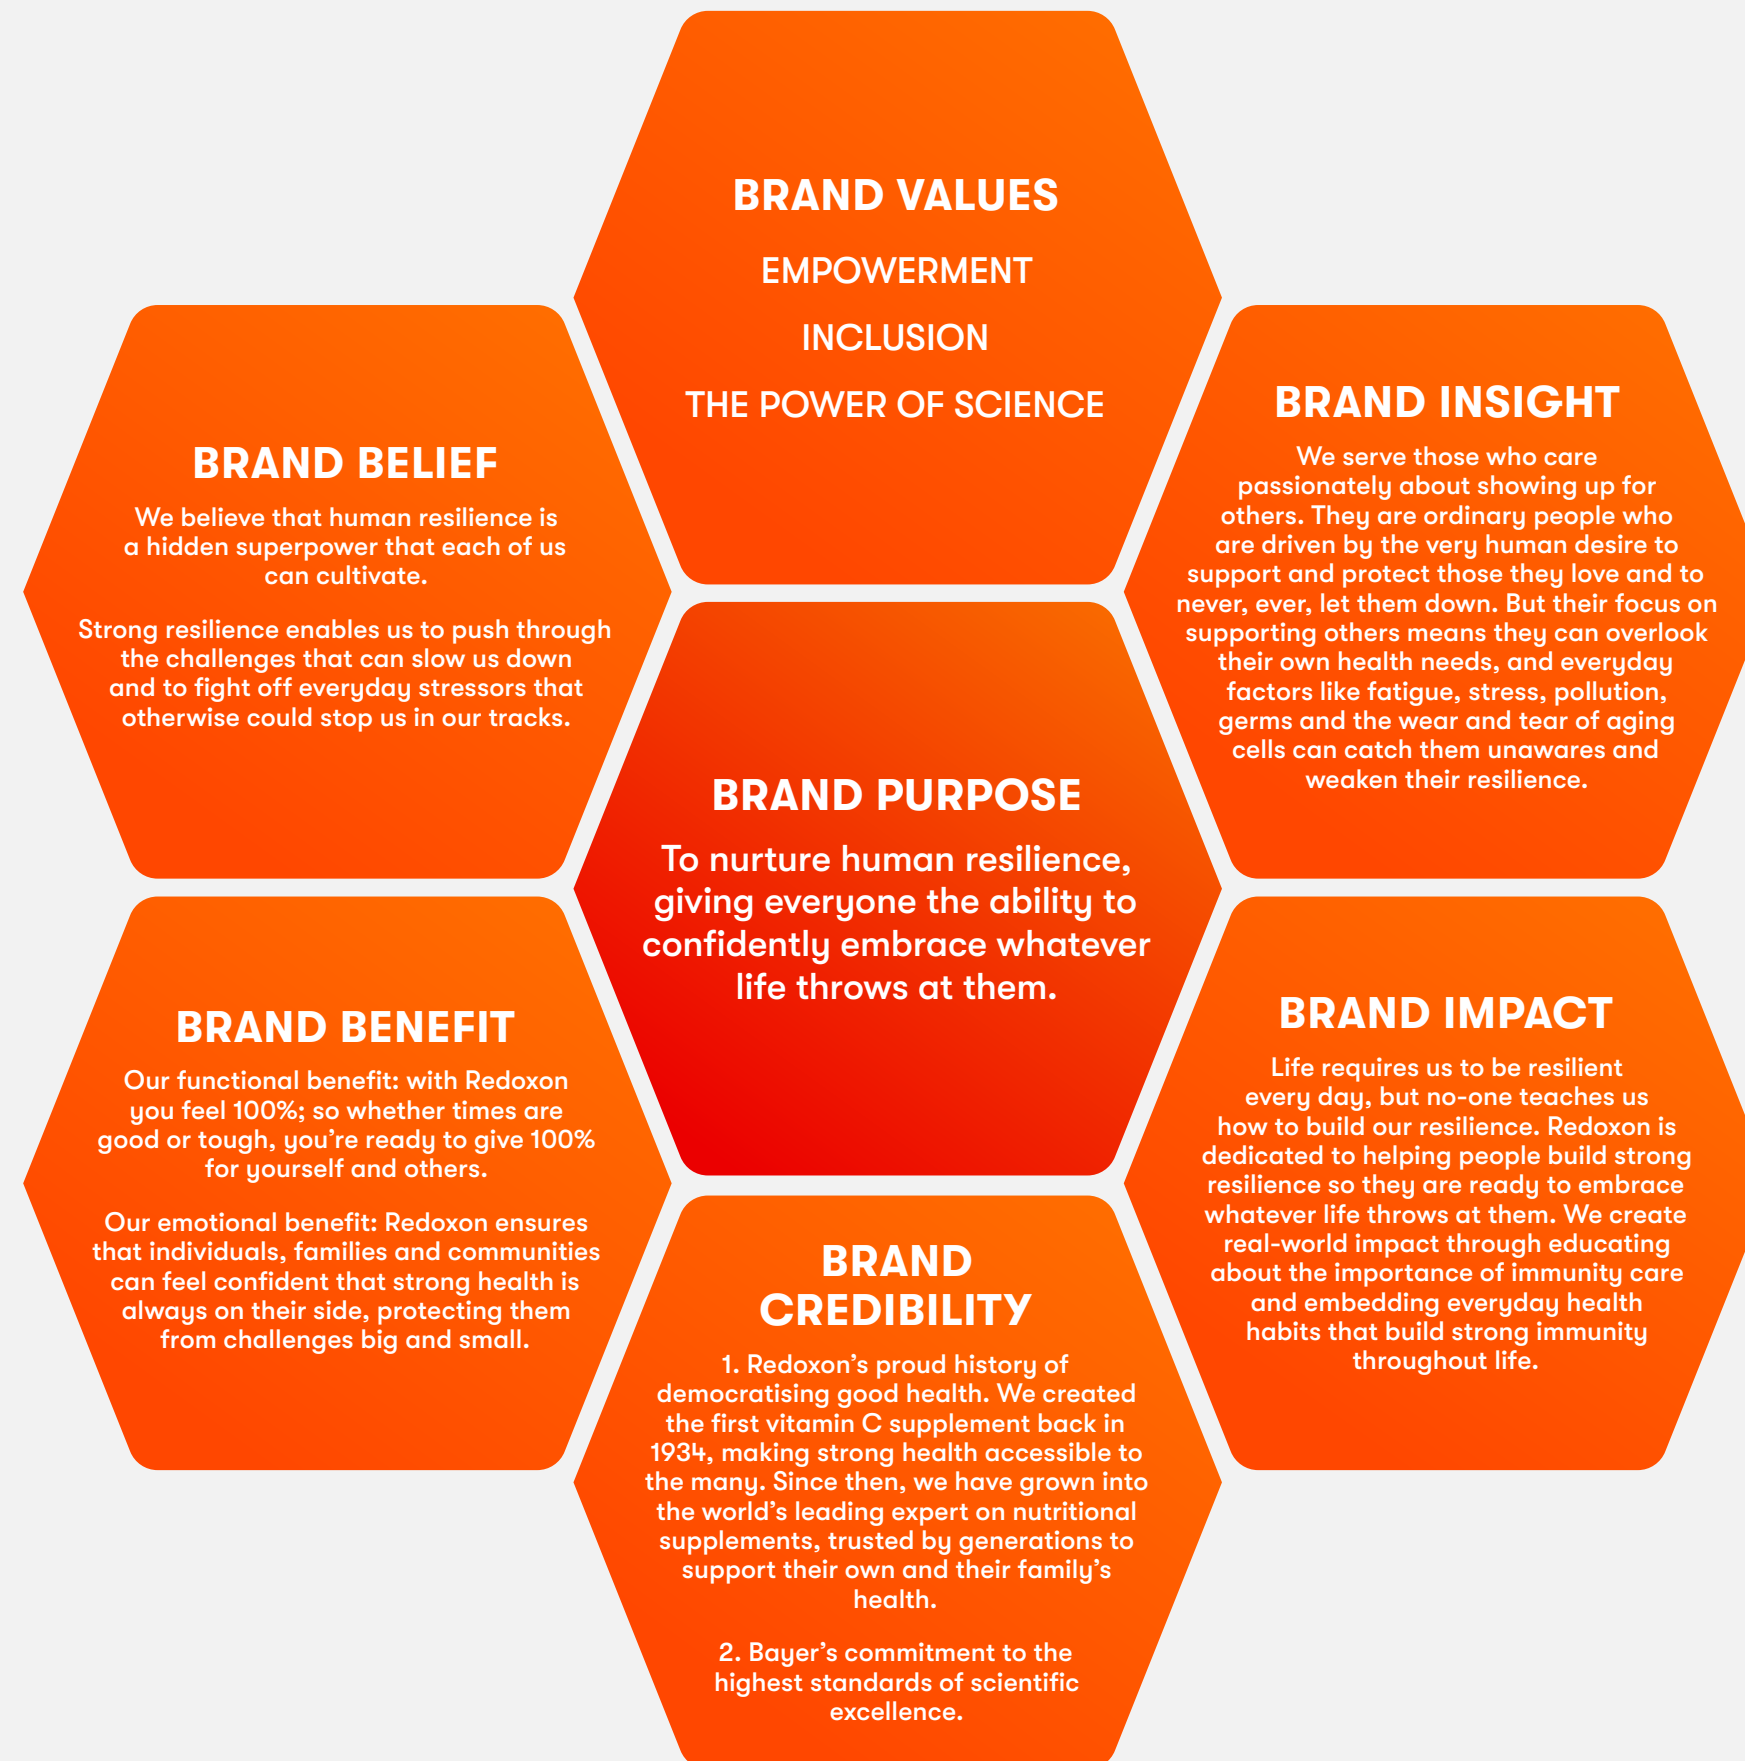 BRAND VALUES
EMPOWERMENT
INCLUSION
THE POWER OF SCIENCE
BRAND BELIEF
We believe that human resilience is
a hidden superpower that each of us
can cultivate.
Strong resilience enables us to push through
the challenges that can slow us down
and to fight off everyday stressors that
otherwise could stop us in our tracks.
BRAND INSIGHT
We serve those who care
passionately about showing up for
others. They are ordinary people who
are driven by the very human desire to
support and protect those they love and to
never, ever, let them down. But their focus on
supporting others means they can overlook
their own health needs, and everyday
factors like fatigue, stress, pollution,
germs and the wear and tear of aging
cells can catch them unawares and
weaken their resilience.
BRAND PURPOSE
To nurture human resilience,
giving everyone the ability to
confidently embrace whatever
life throws at them.
BRAND BENEFIT
Our functional benefit: with Redoxon
you feel 100%; so whether times are
good or tough, you’re ready to give 100%
for yourself and others.
Our emotional benefit: Redoxon ensures
that individuals, families and communities
can feel confident that strong health is
always on their side, protecting them
from challenges big and small.
BRAND IMPACT
Life requires us to be resilient
every day, but no-one teaches us
how to build our resilience. Redoxon is
dedicated to helping people build strong
resilience so they are ready to embrace
whatever life throws at them. We create
real-world impact through educating
about the importance of immunity care
and embedding everyday health
habits that build strong immunity
throughout life.
BRAND
CREDIBILITY
1. Redoxon’s proud history of
democratising good health. We created
the first vitamin C supplement back in
1934, making strong health accessible to
the many. Since then, we have grown into
the world’s leading expert on nutritional
supplements, trusted by generations to
support their own and their family’s
health.
2. Bayer’s commitment to the
highest standards of scientific
excellence.